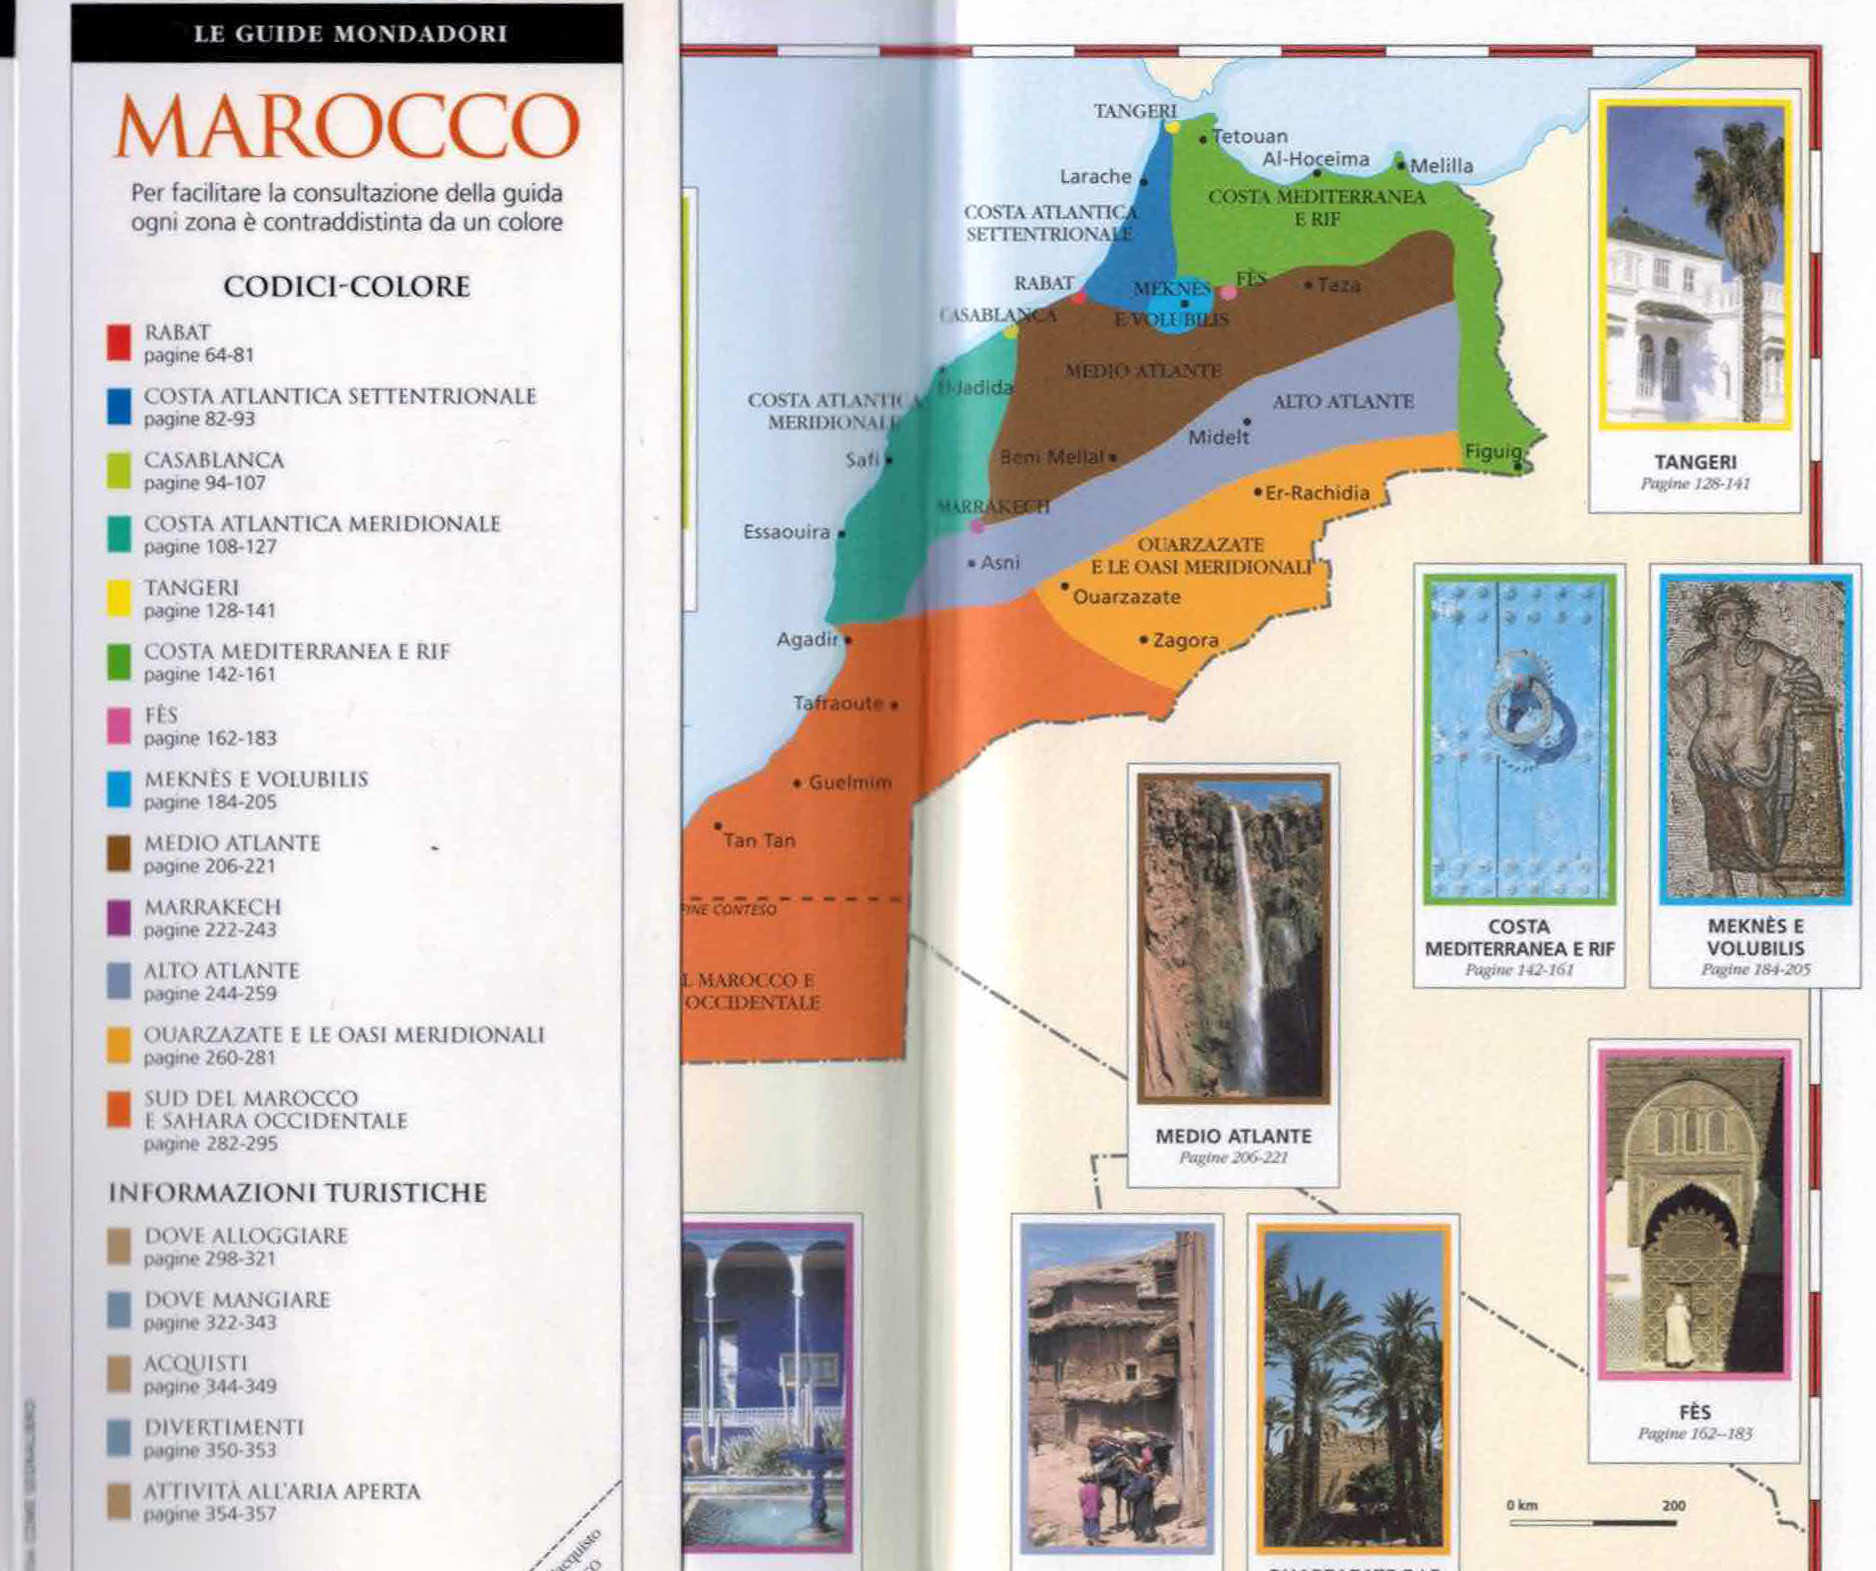 LE GUIDE MONDADORI
MAROCCO
Per facilitare la consultazione della guida
ogni zona è contraddistinta da un colore
CODICI-COLORE
RABAT
pagine 64-81
COSTA ATLANTICA SETTENTRIONALE
pagine 82-93
CASABLANCA
pagine 94-107
COSTA ATLANTICA MERIDIONALE
pagine 108-127
TANGERI
pagine 128-141
COSTA MEDITERRANEA E RIF
pagine 142-161
FÈS
pagine 162-183
MEKNÈS E VOLUBILIS
pagine 184-205
MEDIO ATLANTE
pagine 206-221
MARRAKECH
pagine 222-243
ALTO ATLANTE
pagine 244-259
OUARZAZATE E LE OASI MERIDIONALI
pagine 260-281
SUD DEL MAROCCO
E SAHARA OCCIDENTALE
pagine 282-295
INFORMAZIONI TURISTICHE
DOVE ALLOGGIARE
pagine 298-321
DOVE MANGIARE
pagine 322-343
ACQUISTI
pagine 344-349
DIVERTIMENTI
pagine 350-353
ATTIVITÀ ALL'ARIA APERTA
pagine 354-357
acquisto
TANGERI
Tetouan
Al-Hoceima
Melilla
Larache
COSTA MEDITERRANEA
E RIF
COSTA ATLANTICA
SETTENTRIONALE
RABAT
MEKNÈS
E VOLUBILIS
FÈS
Taza
CASABLANCA
MEDIO ATLANTE
El-Jadida
COSTA ATLANTICA
MERIDIONALE
ALTO ATLANTE
Midelt
Safi
Beni Mellal
Figuig
Er-Rachidia
MARRAKECH
Essaouira
Asni
OUARZAZATE
E LE OASI MERIDIONALI
Ouarzazate
Agadir
Zagora
Tafraoute
Guelmim
Tan Tan
FINE CONTESO
L MAROCCO E
OCCIDENTALE
TANGERI
Pagine 128-141
COSTA
MEDITERRANEA E RIF
Pagine 142-161
MEKNÈS E
VOLUBILIS
Pagine 184-205
MEDIO ATLANTE
Pagine 206-221
FÈS
Pagine 162–183
0 km 200